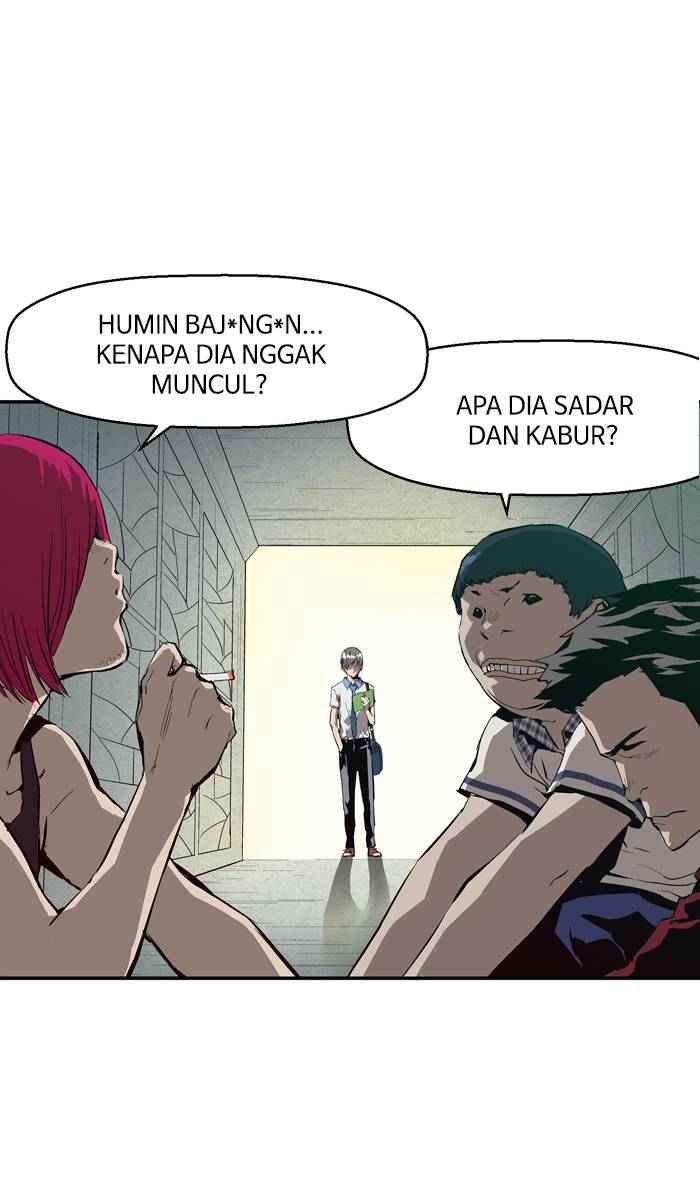 HUMIN BAJ*NG*N...
KENAPA DIA NGGAK
MUNCUL?
APA DIA SADAR
DAN KABUR?